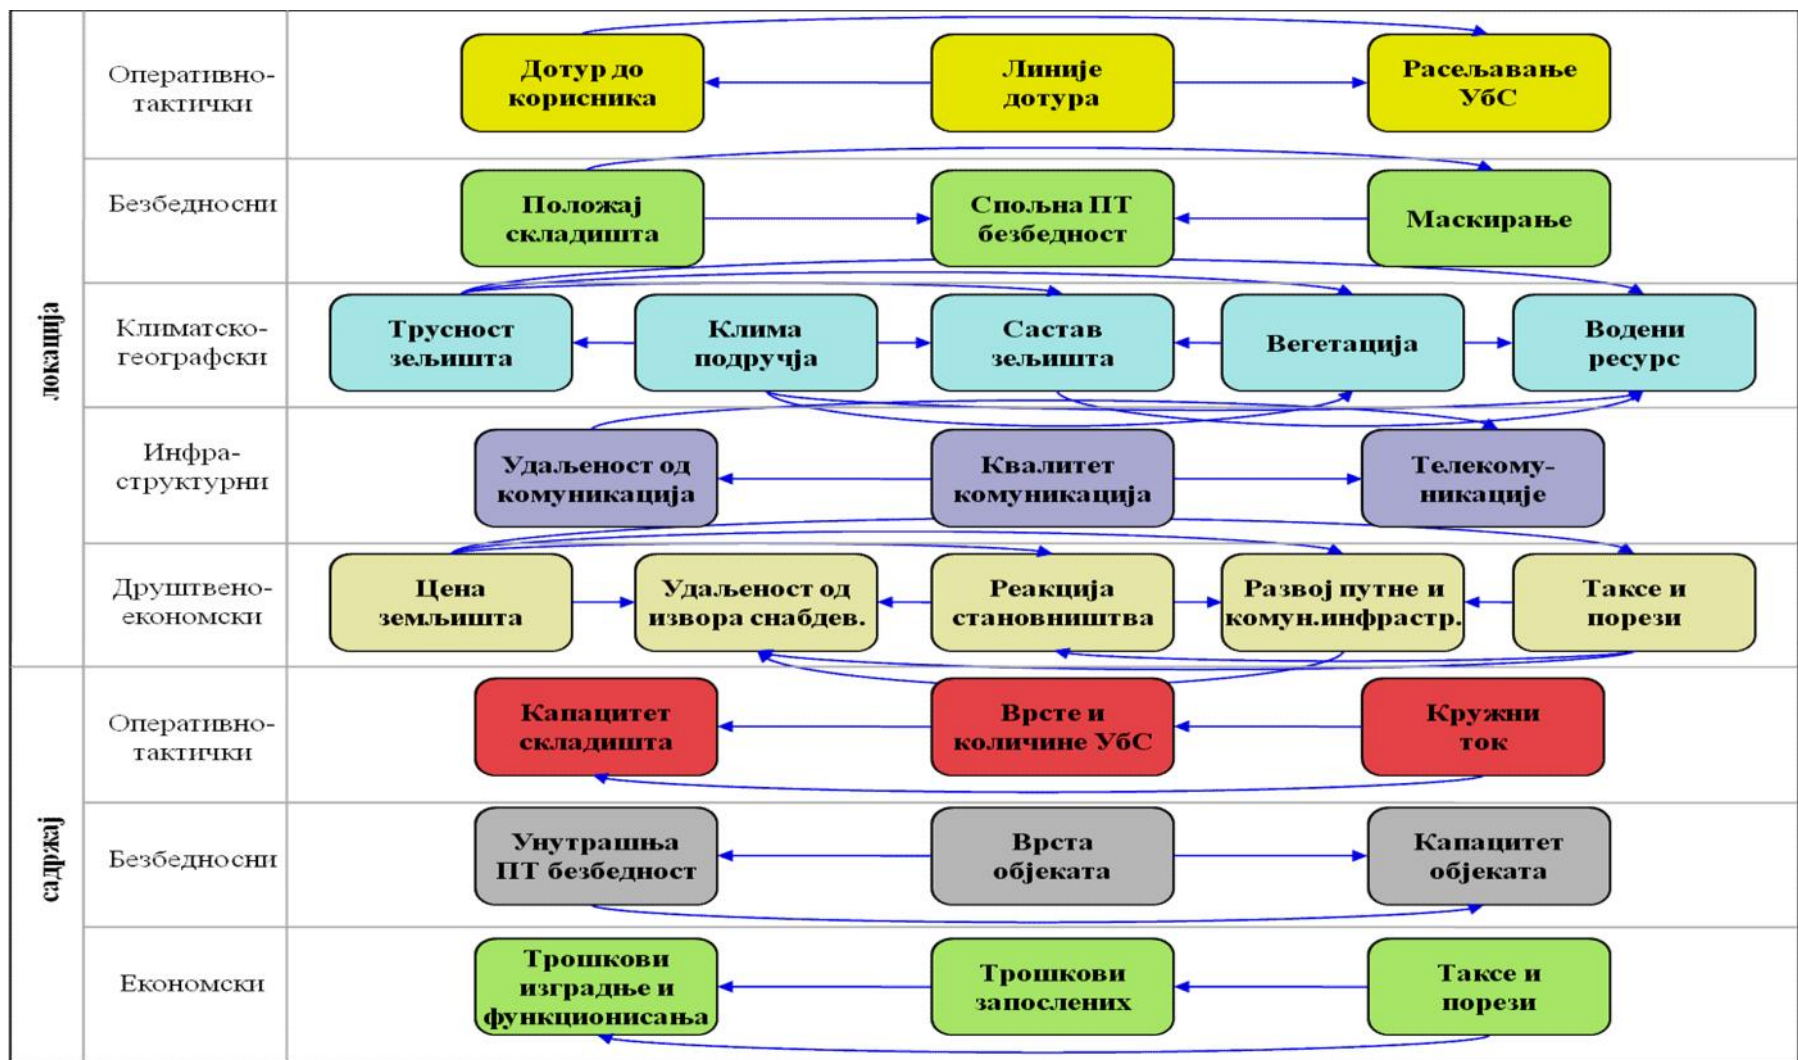 локација
Оперативно-
тактички
Дотур до
корисника
Линије
дотура
Расељавање
УбС
Безбедносни
Положај
складишта
Спољна ПТ
безбедност
Маскирање
Климатско-
географски
Трусност
зељишта
Клима
подручја
Састав
зељишта
Вегетација
Водени
ресурс
Инфра-
структурни
Удаљеност од
комуникација
Квалитет
комуникација
Телекому-
никације
Друштвено-
економски
Цена
земљишта
Удаљеност од
извора снабдев.
Реакција
становништва
Развој путне и
комун.инфрастр.
Таксе и
порези
садржај
Оперативно-
тактички
Капацитет
складишта
Врсте и
количине УбС
Кружни
ток
Безбедносни
Унутрашња
ПТ безбедност
Врста
објеката
Капацитет
објеката
Економски
Трошкови
изградње и
функционисања
Трошкови
запослених
Таксе и
порези